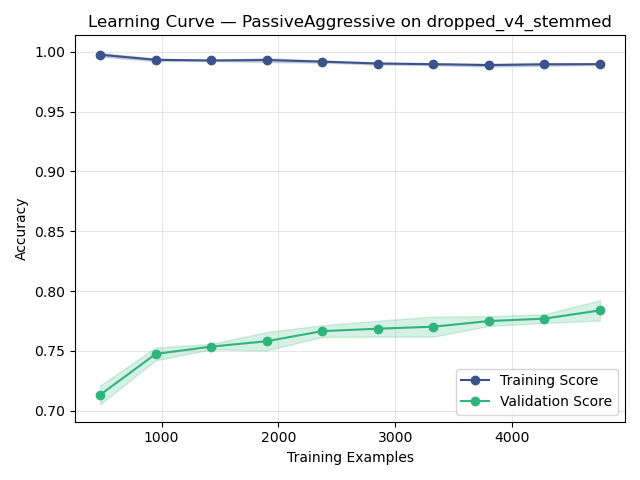 Learning Curve — PassiveAggressive on dropped_v4_stemmed
1.00
0.95
0.90
0.85
0.80
0.75
0.70
Accuracy
1000 2000 3000 4000
Training Examples
Training Score
Validation Score